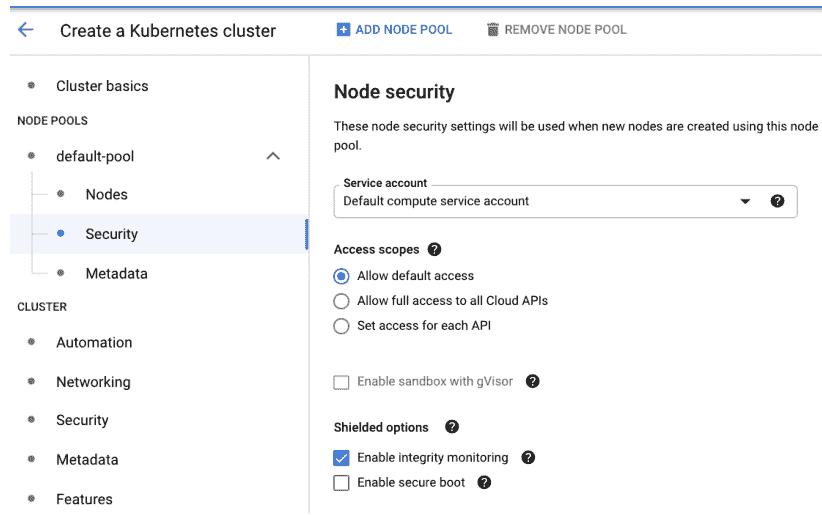 Create a Kubernetes cluster
ADD NODE POOL
REMOVE NODE POOL
Cluster basics
NODE POOLS
default-pool
Nodes
Security
Metadata
CLUSTER
Automation
Networking
Security
Metadata
Features
Node security
These node security settings will be used when new nodes are created using this node
pool.
Service account
Default compute service account
?
Access scopes ?
Allow default access
Allow full access to all Cloud APIs
Set access for each API
Enable sandbox with gVisor ?
Shielded options ?
Enable integrity monitoring ?
Enable secure boot ?